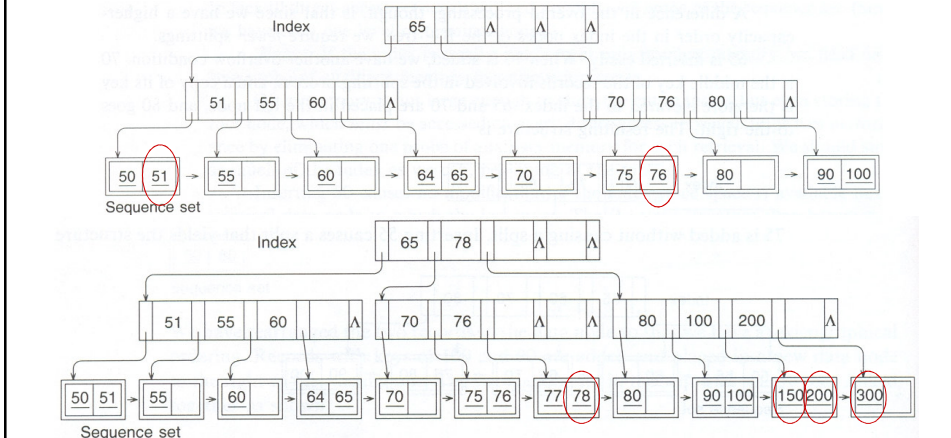 Index 65 Λ Λ Λ
51 55 60 Λ 70 76 80 Λ
50 51 55 60 64 65 70 75 76 80 90 100
Sequence set
Index 65 78 Λ Λ
51 55 60 Λ 70 76 Λ Λ 80 100 200 Λ
50 51 55 60 64 65 70 75 76 77 78 80 90 100 150 200 300
Sequence set